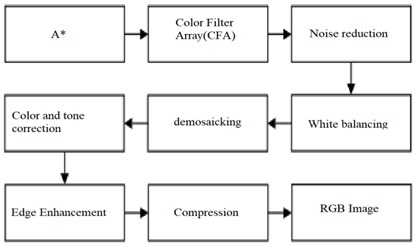 A*
Color Filter
Array(CFA)
Noise reduction
Color and tone
correction
demosaicking
White balancing
Edge Enhancement
Compression
RGB Image